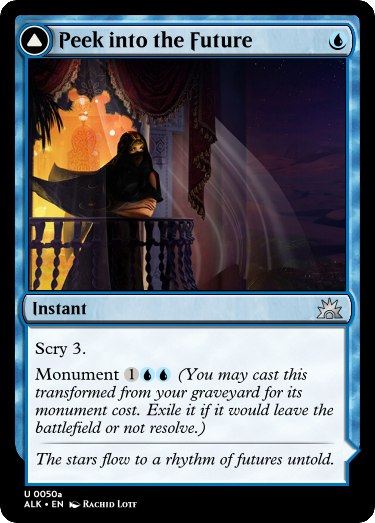 Peek into the Future
Instant
Scry 3.
Monument 1 (You may cast this
transformed from your graveyard for its
monument cost. Exile it if it would leave the
battlefield or not resolve.)
The stars flow to a rhythm of futures untold.
U 0050a
ALK • EN Rachid Lotf